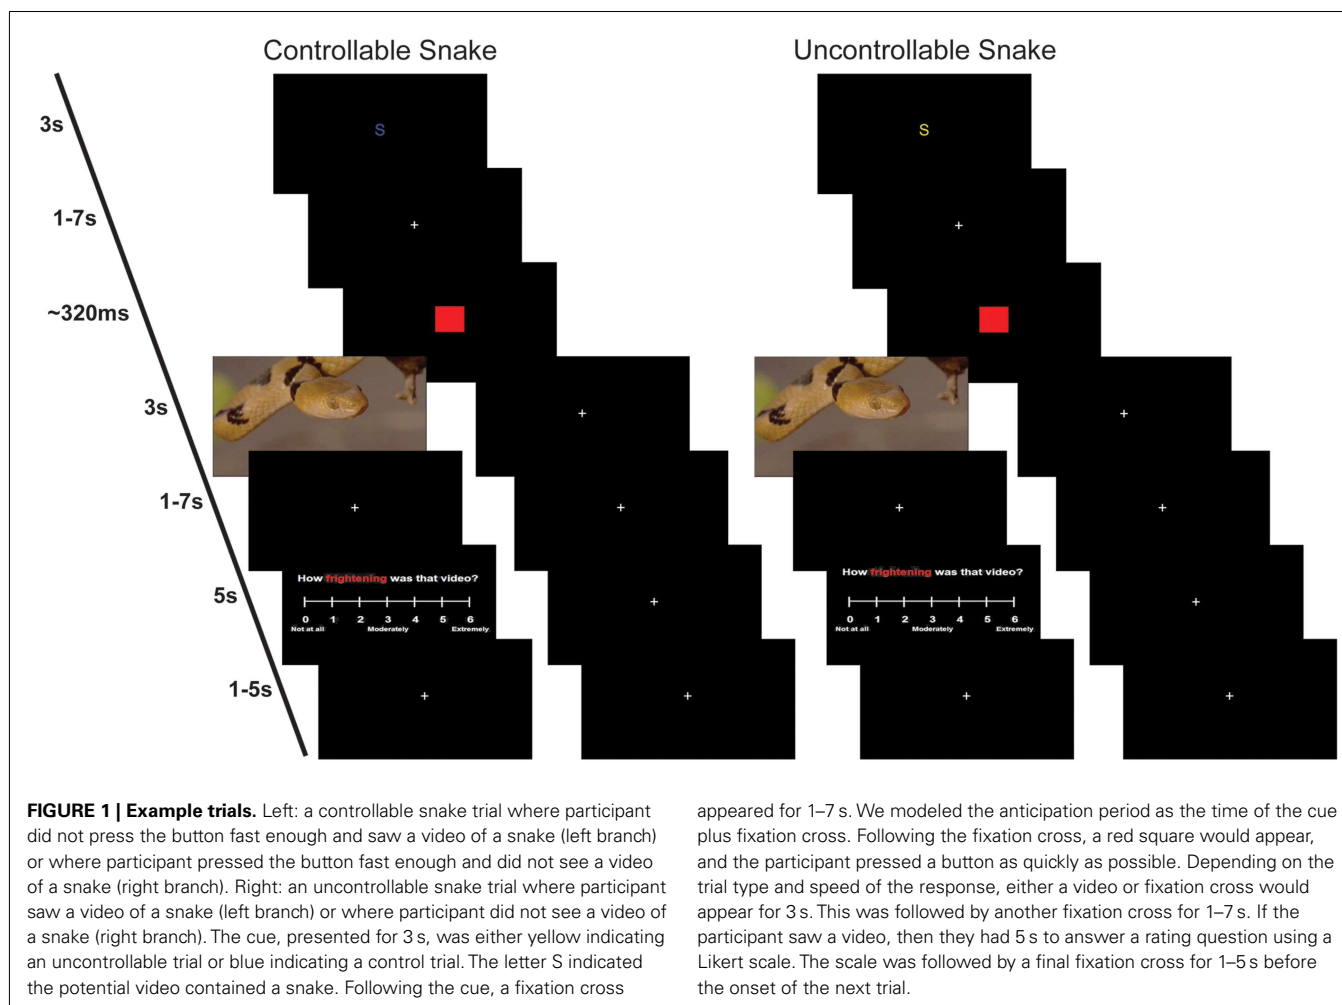 Controllable Snake
Uncontrollable Snake
3s
S
S
1-7s
+
+
~320ms
3s
+
+
1-7s
+
+
+
+
5s
How frightening was that video?
0 1 2 3 4 5 6
Not at all Moderately Extremely
+
How frightening was that video?
0 1 2 3 4 5 6
Not at all Moderately Extremely
+
1-5s
+
+
+
+
FIGURE 1 | Example trials. Left: a controllable snake trial where participant
did not press the button fast enough and saw a video of a snake (left branch)
or where participant pressed the button fast enough and did not see a video
of a snake (right branch). Right: an uncontrollable snake trial where participant
saw a video of a snake (left branch) or where participant did not see a video of
a snake (right branch). The cue, presented for 3 s, was either yellow indicating
an uncontrollable trial or blue indicating a control trial. The letter S indicated
the potential video contained a snake. Following the cue, a fixation cross
appeared for 1–7 s. We modeled the anticipation period as the time of the cue
plus fixation cross. Following the fixation cross, a red square would appear,
and the participant pressed a button as quickly as possible. Depending on the
trial type and speed of the response, either a video or fixation cross would
appear for 3 s. This was followed by another fixation cross for 1–7 s. If the
participant saw a video, then they had 5 s to answer a rating question using a
Likert scale. The scale was followed by a final fixation cross for 1–5 s before
the onset of the next trial.